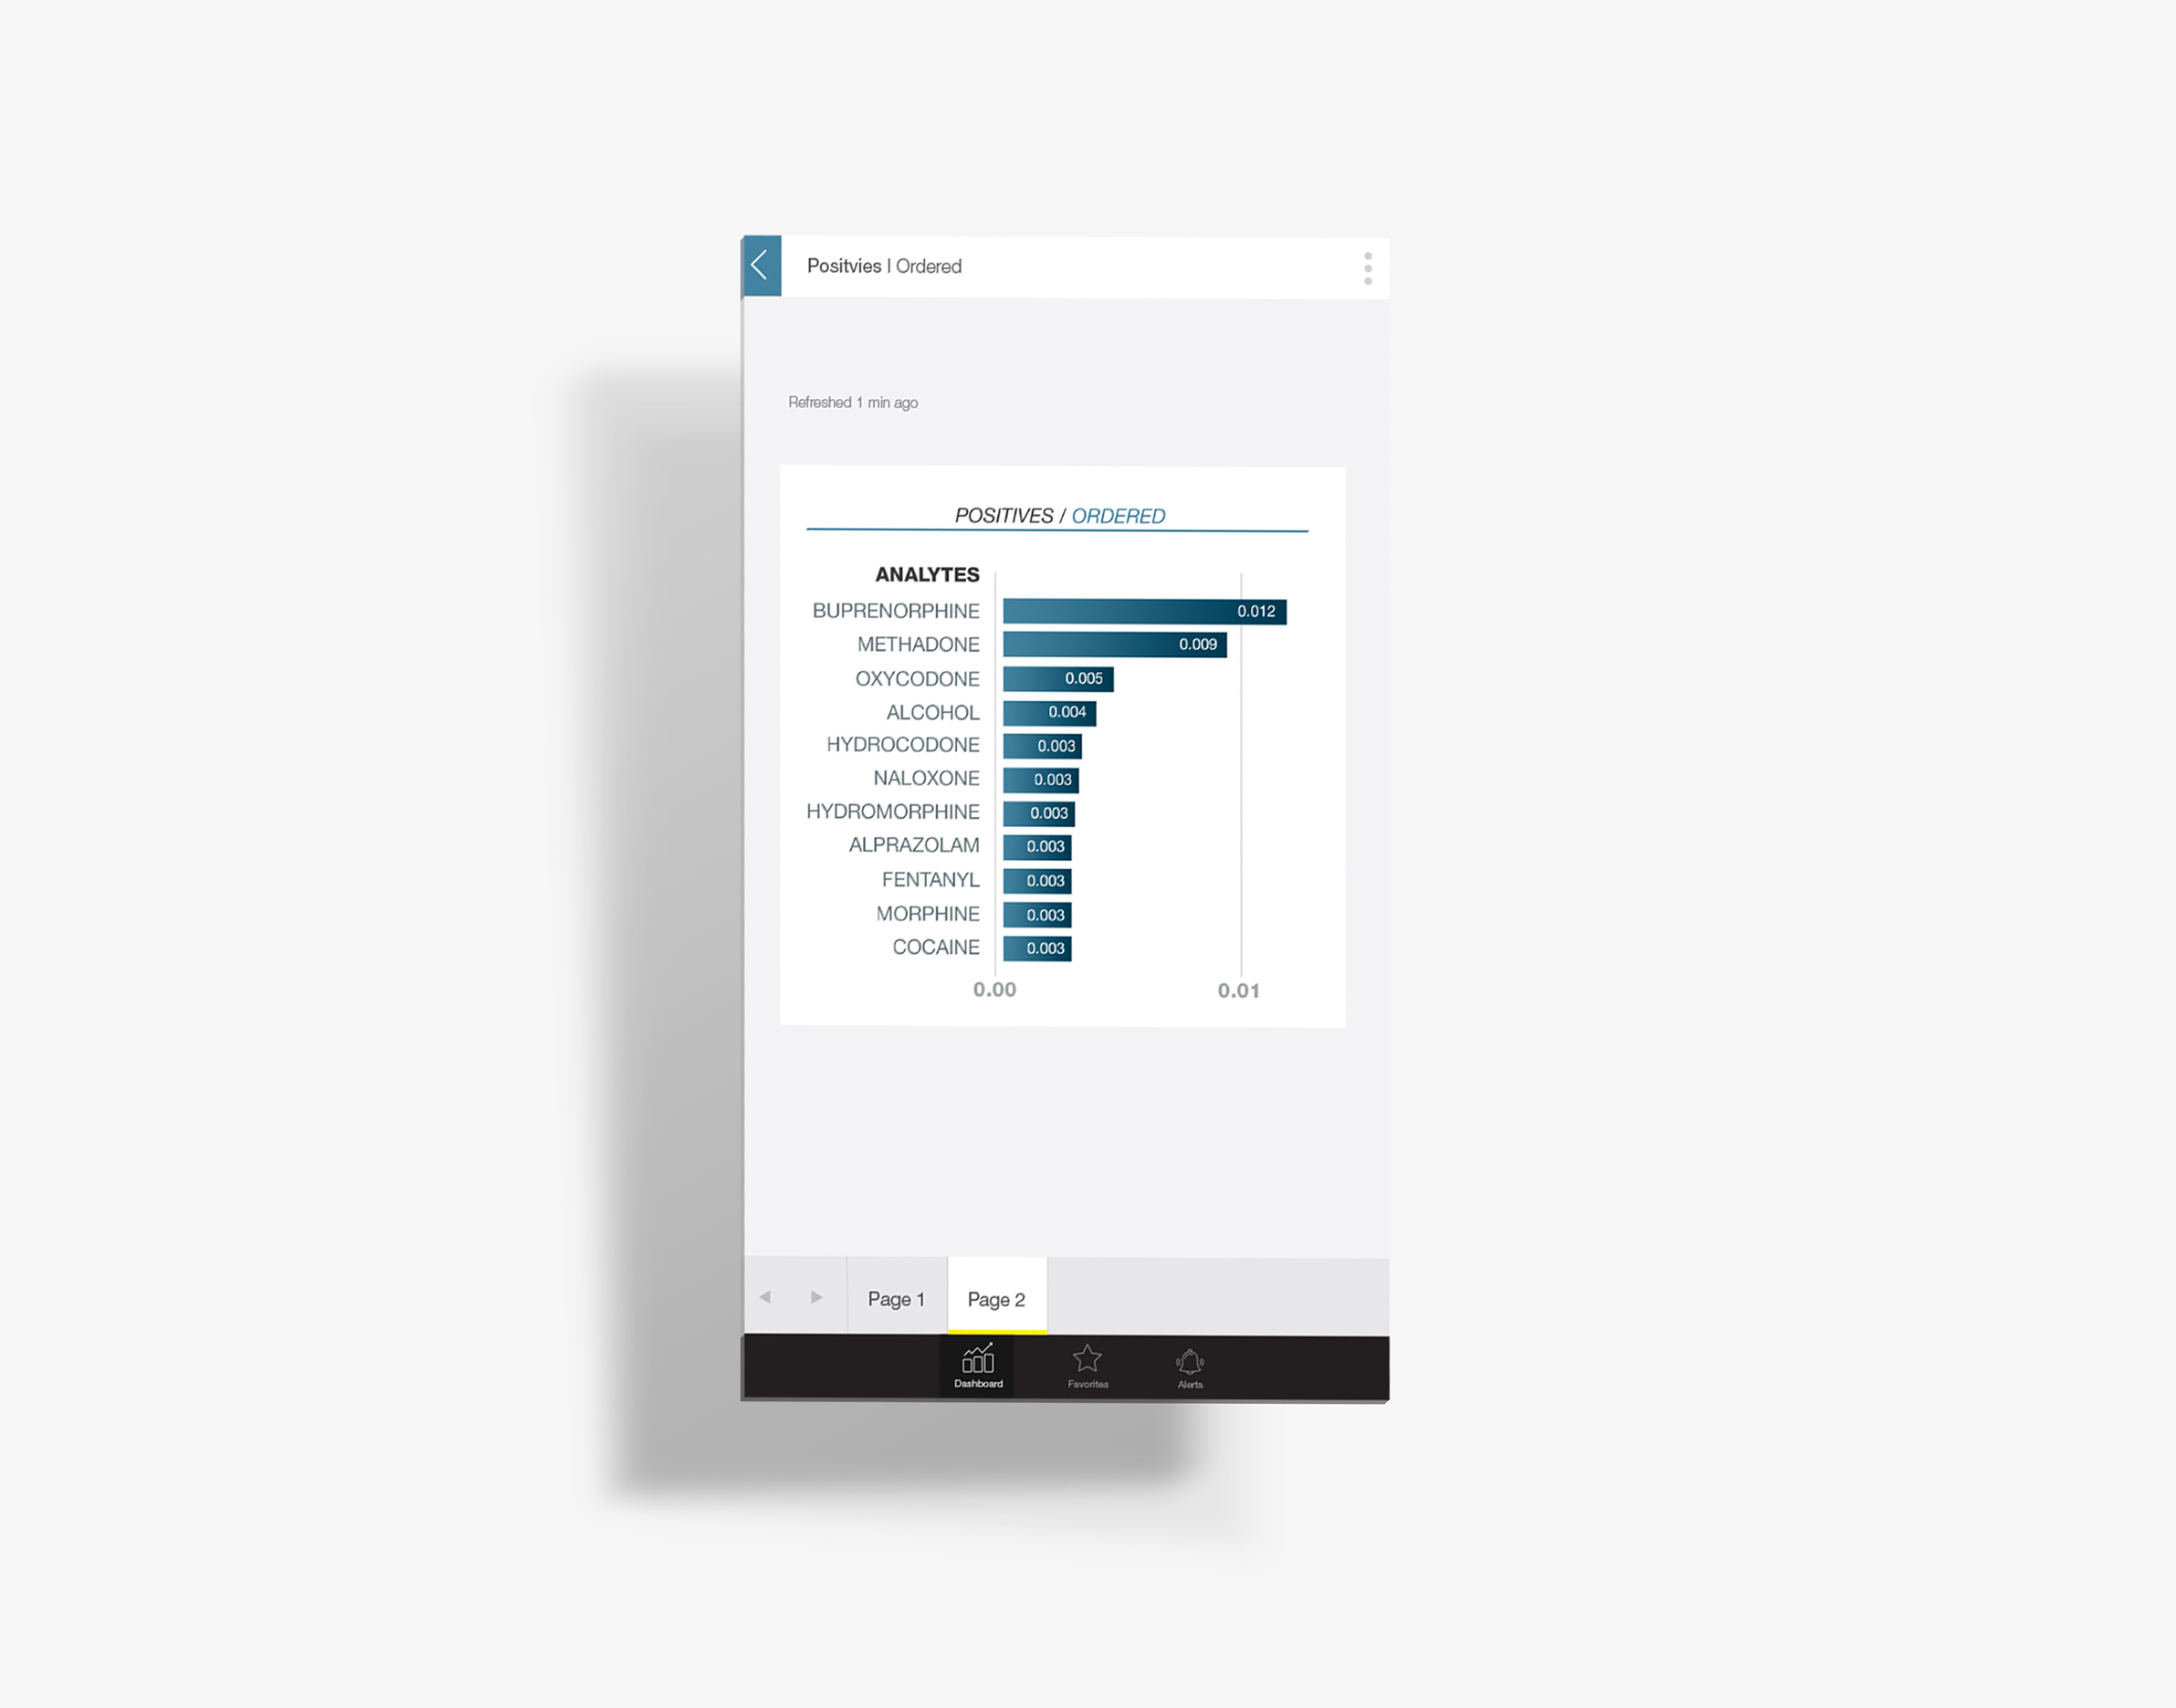 Positvies | Ordered
Refreshed 1 min ago
POSITIVES / ORDERED
ANALYTES
BUPRENORPHINE 0.012
METHADONE 0.009
OXYCODONE 0.005
ALCOHOL 0.004
HYDROCODONE 0.003
NALOXONE 0.003
HYDROMORPHINE 0.003
ALPRAZOLAM 0.003
FENTANYL 0.003
MORPHINE 0.003
COCAINE 0.003
0.00 0.01
Page 1 Page 2
Dashboard Favorites Alerts